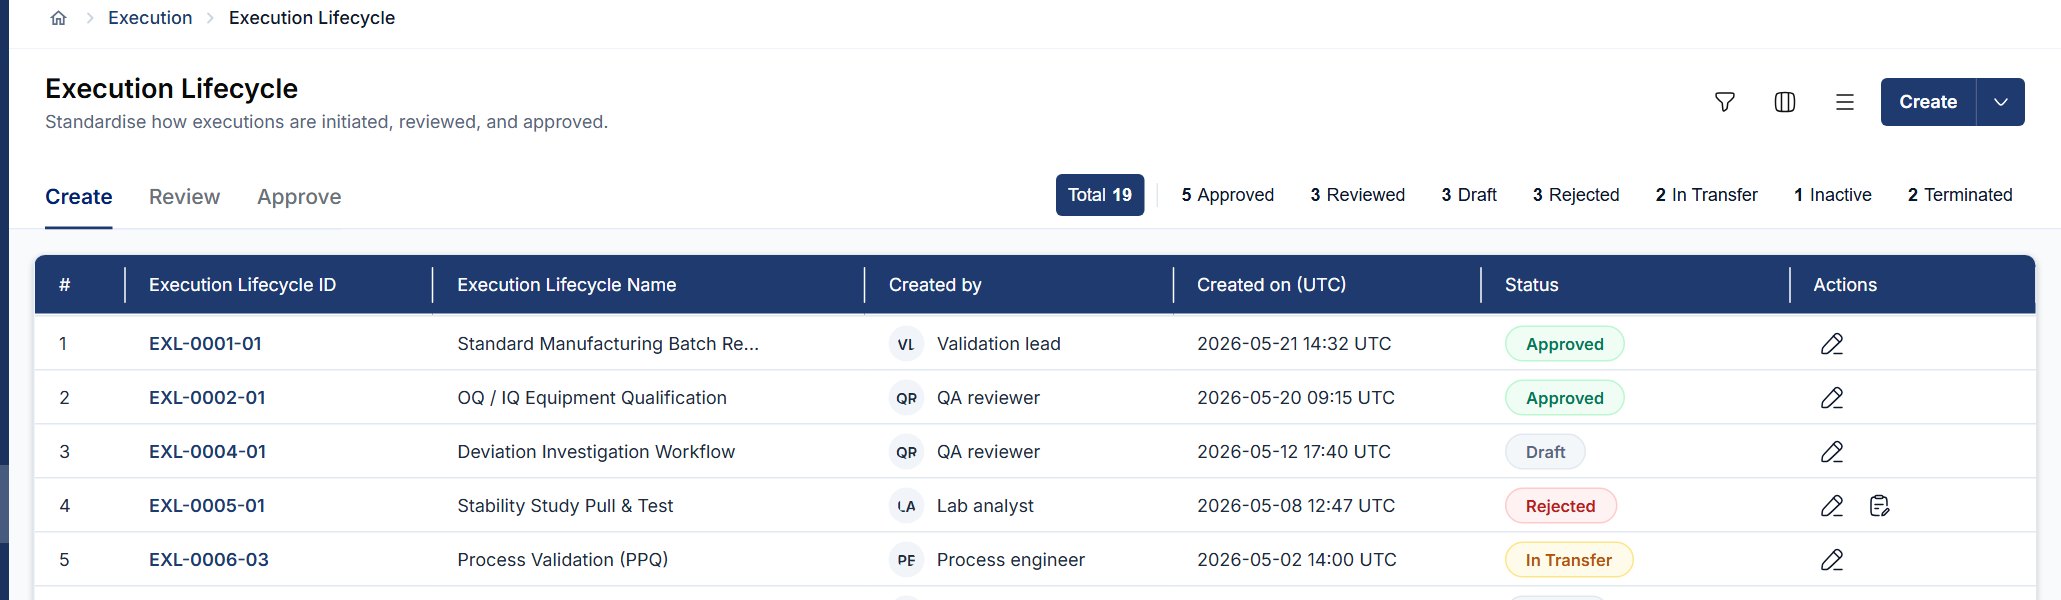 Execution Execution Lifecycle
Execution Lifecycle
Standardise how executions are initiated, reviewed, and approved.
Create
Create Review Approve
Total 19 5 Approved 3 Reviewed 3 Draft 3 Rejected 2 In Transfer 1 Inactive 2 Terminated
# Execution Lifecycle ID Execution Lifecycle Name Created by Created on (UTC) Status Actions
1 EXL-0001-01 Standard Manufacturing Batch Re... VL Validation lead 2026-05-21 14:32 UTC Approved
2 EXL-0002-01 OQ / IQ Equipment Qualification QR QA reviewer 2026-05-20 09:15 UTC Approved
3 EXL-0004-01 Deviation Investigation Workflow QR QA reviewer 2026-05-12 17:40 UTC Draft
4 EXL-0005-01 Stability Study Pull & Test LA Lab analyst 2026-05-08 12:47 UTC Rejected
5 EXL-0006-03 Process Validation (PPQ) PE Process engineer 2026-05-02 14:00 UTC In Transfer